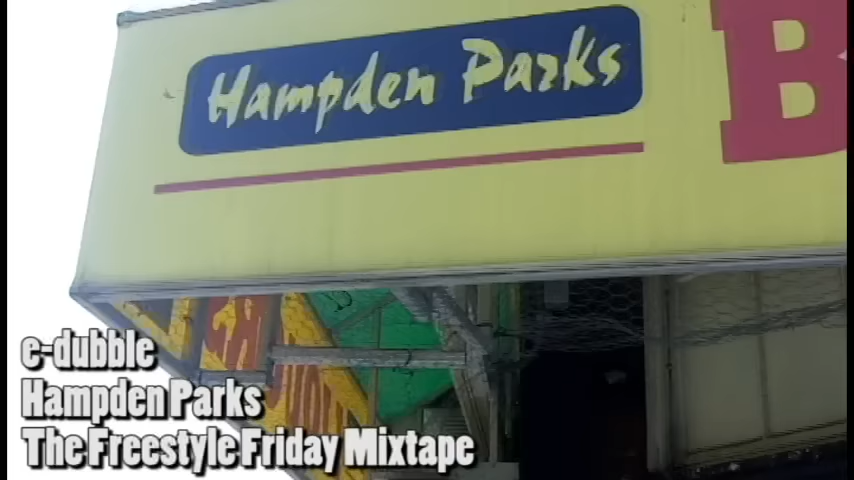 Hampden Parks
B
e-dubble
Hampden Parks
The Freestyle Friday Mixtape